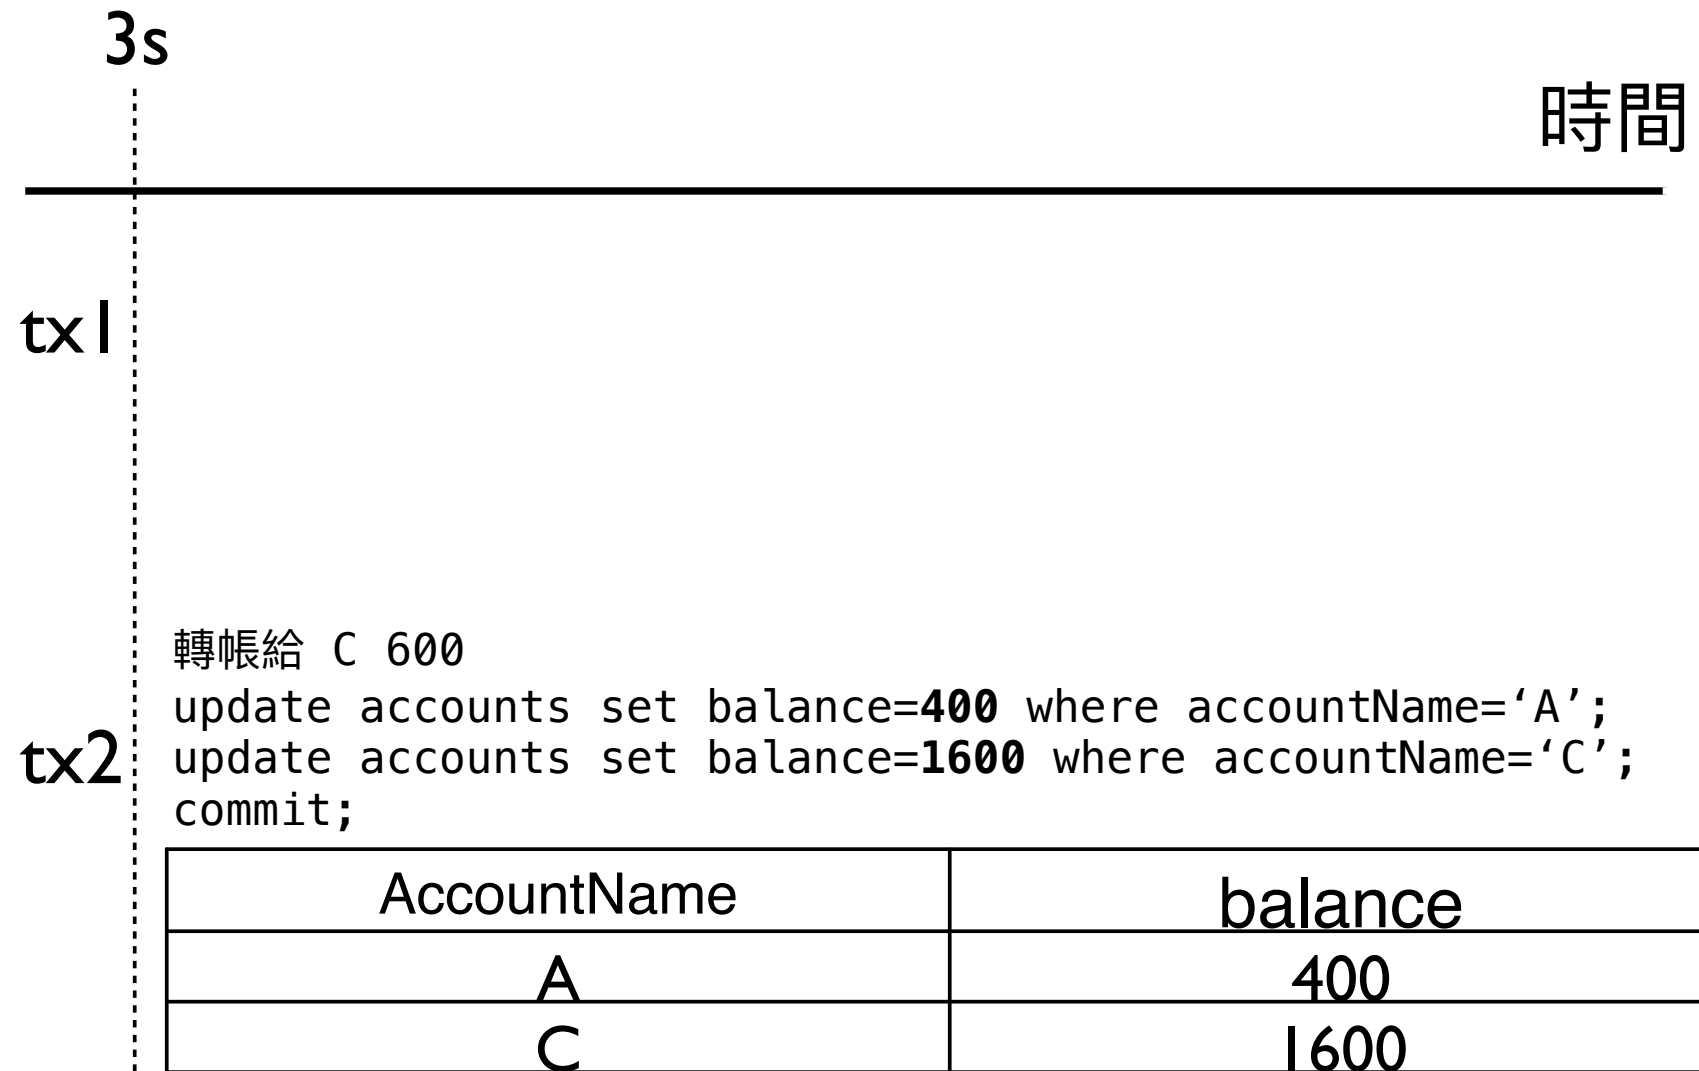 3s
時間
tx1
轉帳給 C 600
update accounts set balance=400 where accountName=‘A’;
tx2
update accounts set balance=1600 where accountName=‘C’;
commit;
AccountName balance
A 400
C 1600